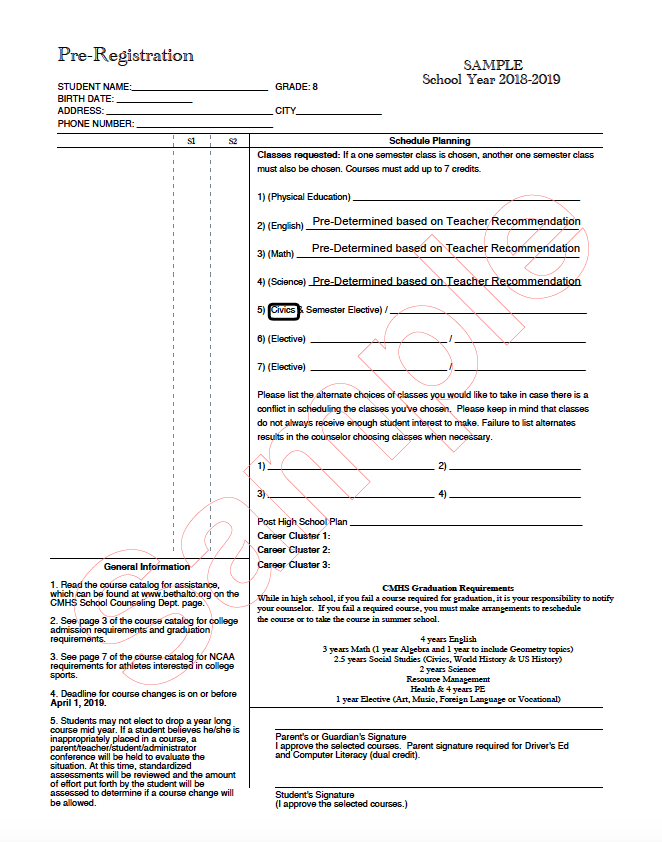 Pre-Registration
SAMPLE
School Year 2018-2019
STUDENT NAME:____ GRADE: 8
BIRTH DATE: ____
ADDRESS: ____ CITY____
PHONE NUMBER: ____
S1 S2
Schedule Planning
Classes requested: If a one semester class is chosen, another one semester class
must also be chosen. Courses must add up to 7 credits.
1) (Physical Education) ____
2) (English) Pre-Determined based on Teacher Recommendation
3) (Math) Pre-Determined based on Teacher Recommendation
4) (Science) Pre-Determined based on Teacher Recommendation
5) (Civics & Semester Elective) / ____
6) (Elective) ____ / ____
7) (Elective) ____ / ____
Please list the alternate choices of classes you would like to take in case there is a
conflict in scheduling the classes you've chosen. Please keep in mind that classes
do not always receive enough student interest to make. Failure to list alternates
results in the counselor choosing classes when necessary.
1) ____ 2) ____
3) ____ 4) ____
Post High School Plan ____
Career Cluster 1:
Career Cluster 2:
Career Cluster 3:
CMHS Graduation Requirements
While in high school, if you fail a course required for graduation, it is your responsibility to notify
your counselor. If you fail a required course, you must make arrangements to reschedule
the course or to take the course in summer school.
4 years English
3 years Math (1 year Algebra and 1 year to include Geometry topics)
2.5 years Social Studies (Civics, World History & US History)
2 years Science
Resource Management
Health & 4 years PE
1 year Elective (Art, Music, Foreign Language or Vocational)
Parent's or Guardian's Signature
I approve the selected courses. Parent signature required for Driver's Ed
and Computer Literacy (dual credit).
Student's Signature
(I approve the selected courses.)
General Information
1. Read the course catalog for assistance,
which can be found at www.bethalto.org on the
CMHS School Counseling Dept. page.
2. See page 3 of the course catalog for college
admission requirements and graduation
requirements.
3. See page 7 of the course catalog for NCAA
requirements for athletes interested in college
sports.
4. Deadline for course changes is on or before
April 1, 2019.
5. Students may not elect to drop a year long
course mid year. If a student believes he/she is
inappropriately placed in a course, a
parent/teacher/student/administrator
conference will be held to evaluate the
situation. At this time, standardized
assessments will be reviewed and the amount
of effort put forth by the student will be
assessed to determine if a course change will
be allowed.
Sample